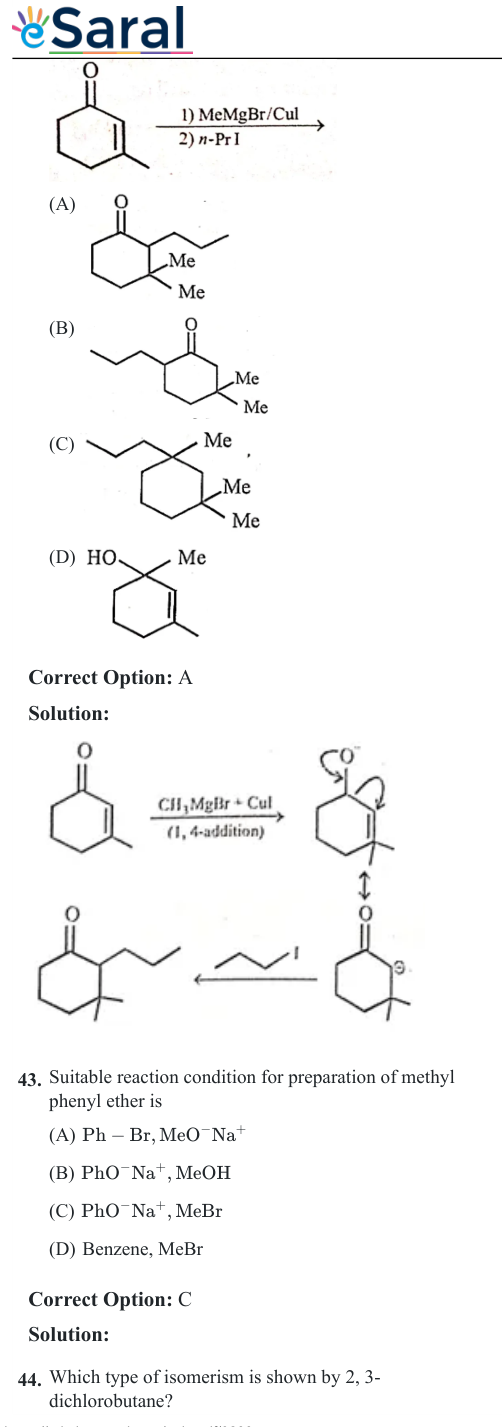 eSaral
O
1) MeMgBr/CuI
2) n-Pr I
(A)
O
Me
Me
(B)
O
Me
Me
(C)
Me
Me
Me
(D) HO
Me
Correct Option: A
Solution:
O
CH₃MgBr + CuI
(1, 4-addition)
O⁻
O
O
I
⊖
43. Suitable reaction condition for preparation of methyl
phenyl ether is
(A) Ph – Br, MeO⁻Na⁺
(B) PhO⁻Na⁺, MeOH
(C) PhO⁻Na⁺, MeBr
(D) Benzene, MeBr
Correct Option: C
Solution:
44. Which type of isomerism is shown by 2, 3-
dichlorobutane?